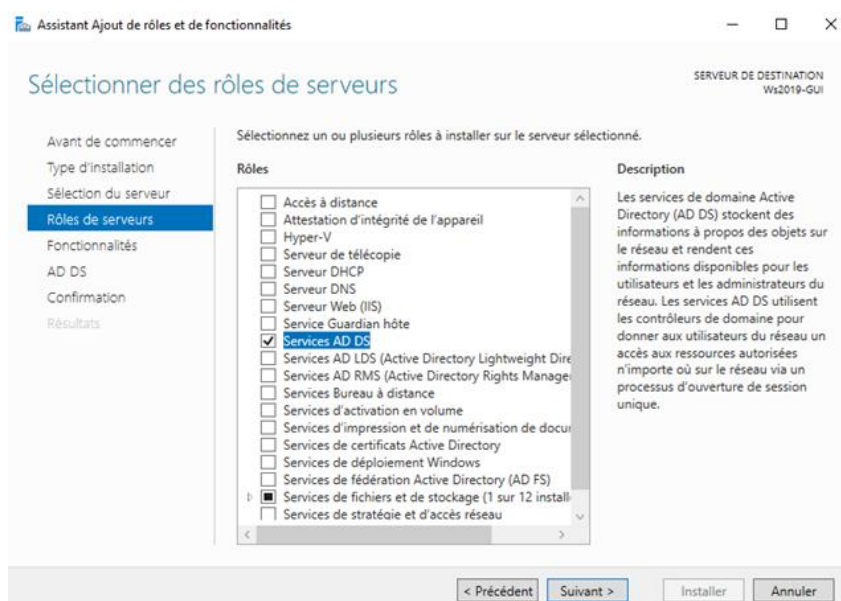 Assistant Ajout de rôles et de fonctionnalités
Sélectionner des rôles de serveurs
SERVEUR DE DESTINATION
Ws2019-GUI
Avant de commencer
Type d'installation
Sélection du serveur
Rôles de serveurs
Fonctionnalités
AD DS
Confirmation
Résultats
Sélectionnez un ou plusieurs rôles à installer sur le serveur sélectionné.
Rôles
Accès à distance
Attestation d'intégrité de l'appareil
Hyper-V
Serveur de télécopie
Serveur DHCP
Serveur DNS
Serveur Web (IIS)
Service Guardian hôte
Services AD DS
Services AD LDS (Active Directory Lightweight Dire
Services AD RMS (Active Directory Rights Manage
Services Bureau à distance
Services d'activation en volume
Services d'impression et de numérisation de docu
Services de certificats Active Directory
Services de déploiement Windows
Services de fédération Active Directory (AD FS)
Services de fichiers et de stockage (1 sur 12 install
Services de stratégie et d'accès réseau
Description
Les services de domaine Active
Directory (AD DS) stockent des
informations à propos des objets sur
le réseau et rendent ces
informations disponibles pour les
utilisateurs et les administrateurs du
réseau. Les services AD DS utilisent
les contrôleurs de domaine pour
donner aux utilisateurs du réseau un
accès aux ressources autorisées
n'importe où sur le réseau via un
processus d'ouverture de session
unique.
< Précédent
Suivant >
Installer
Annuler